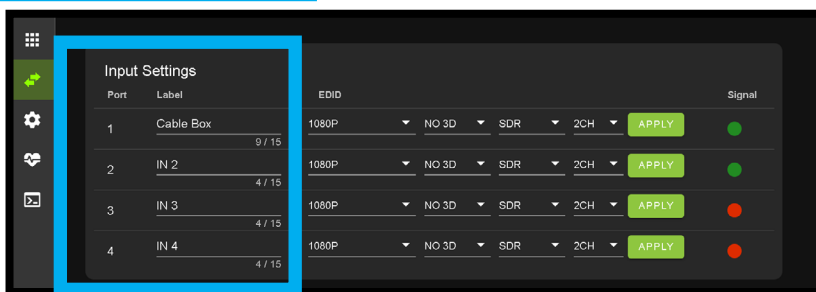 Input Settings
Port Label EDID Signal
1 Cable Box 1080P NO 3D SDR 2CH APPLY
9 / 15
2 IN 2 1080P NO 3D SDR 2CH APPLY
4 / 15
3 IN 3 1080P NO 3D SDR 2CH APPLY
4 / 15
4 IN 4 1080P NO 3D SDR 2CH APPLY
4 / 15